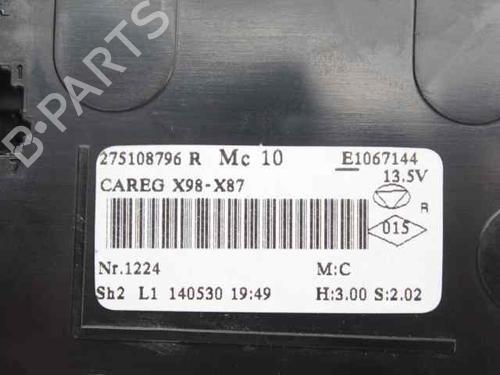 B-PARTS
275108796 R Mc 10 E1067144
13.5V
CAREG X98-X87
R
015
Nr.1224 M:C
Sh2 L1 140530 19:49 H:3.00 S:2.02